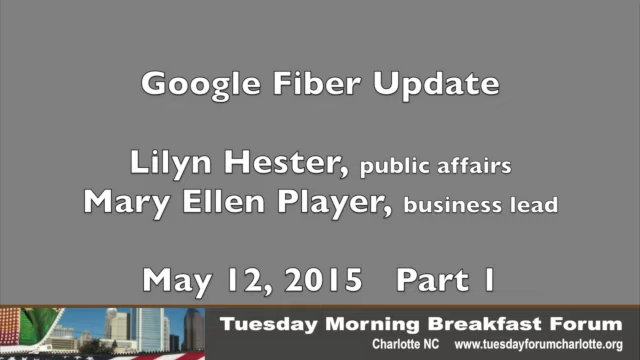 Google Fiber Update
Lilyn Hester, public affairs
Mary Ellen Player, business lead
May 12, 2015 Part 1
Tuesday Morning Breakfast Forum
Charlotte NC www.tuesdayforumcharlotte.org